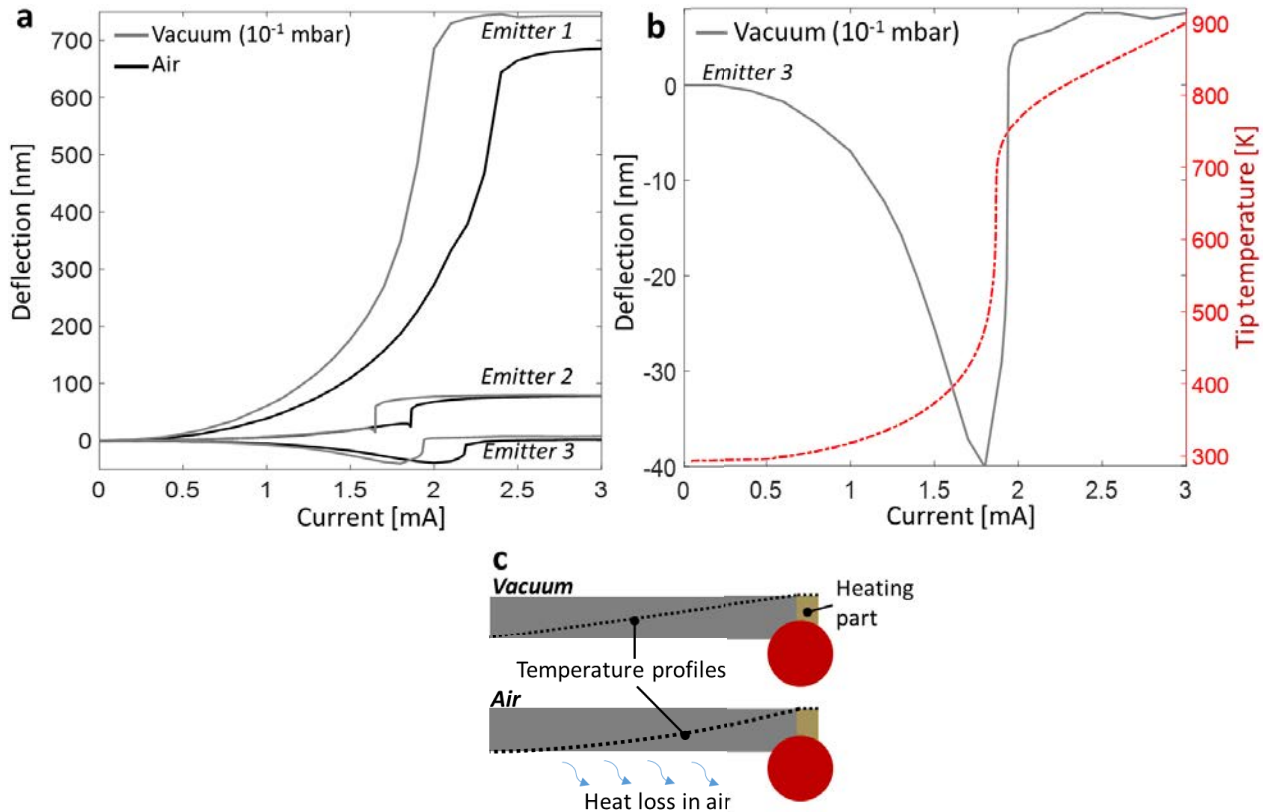 a
Vacuum (10⁻¹ mbar)
Air
Emitter 1
Emitter 2
Emitter 3
700
600
500
400
300
200
100
0
Deflection [nm]
0 0.5 1 1.5 2 2.5 3
Current [mA]
b
Vacuum (10⁻¹ mbar)
Emitter 3
0
-10
-20
-30
-40
Deflection [nm]
900
800
700
600
500
400
300
Tip temperature [K]
0 0.5 1 1.5 2 2.5 3
Current [mA]
c
Vacuum
Heating
part
Temperature profiles
Air
Heat loss in air